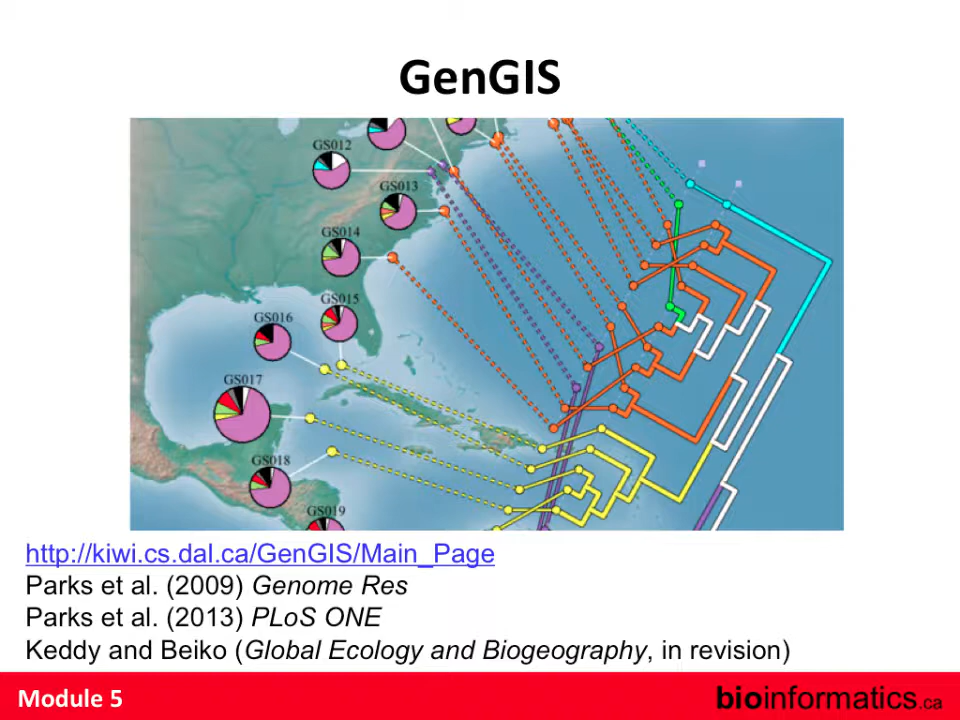 GenGIS
GS012
GS013
GS014
GS015
GS016
GS017
GS018
GS019
http://kiwi.cs.dal.ca/GenGIS/Main_Page
Parks et al. (2009) Genome Res
Parks et al. (2013) PLoS ONE
Keddy and Beiko (Global Ecology and Biogeography, in revision)
Module 5
bioinformatics.ca